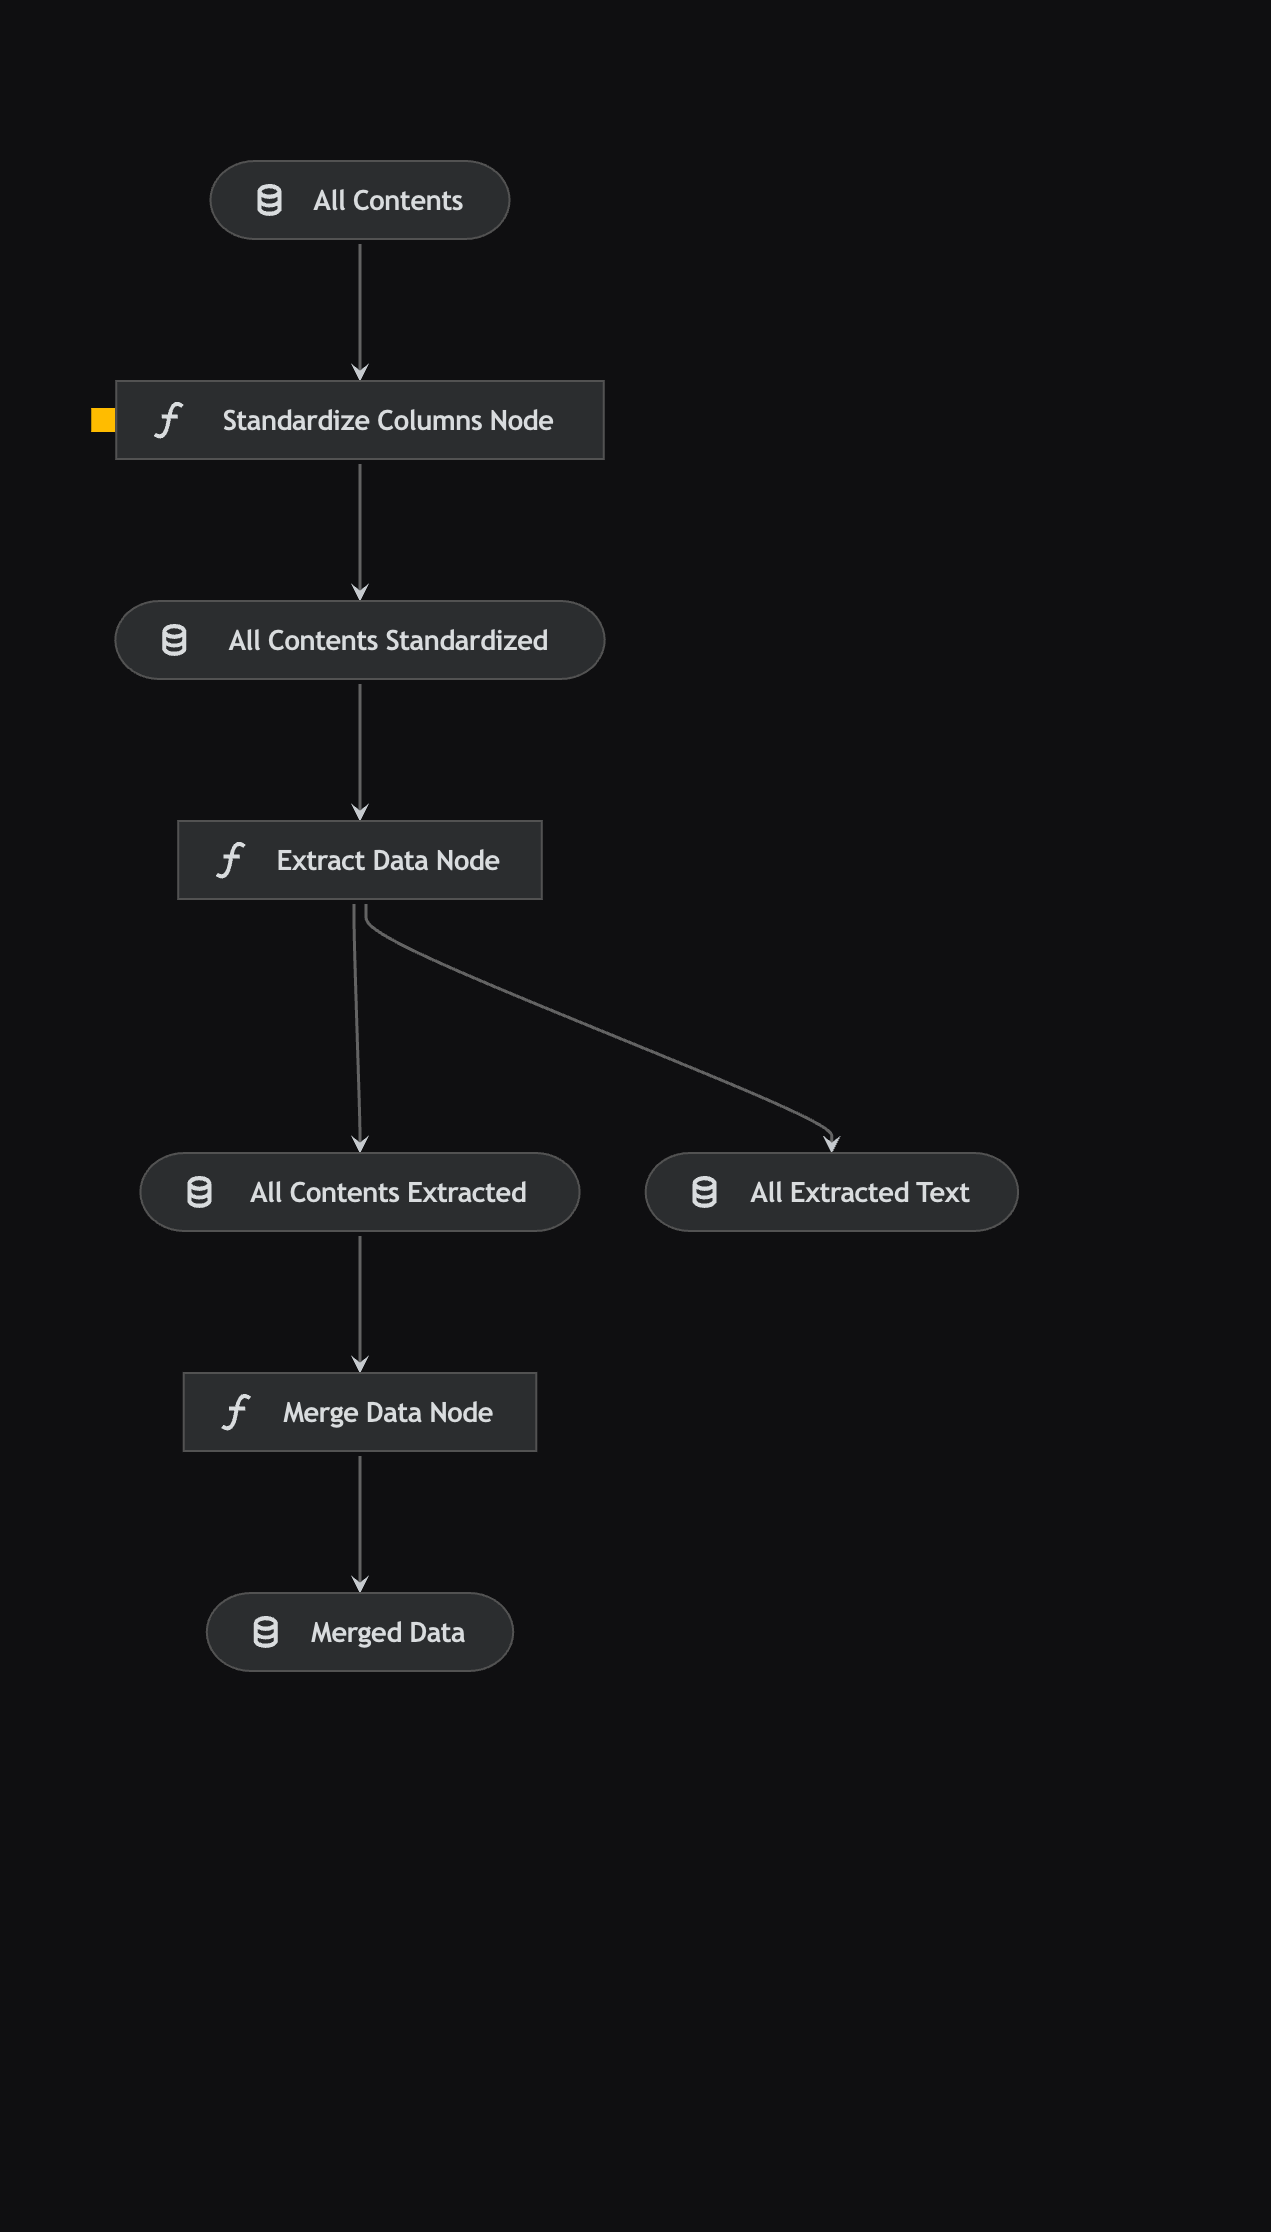 All Contents
Standardize Columns Node
All Contents Standardized
Extract Data Node
All Contents Extracted
All Extracted Text
Merge Data Node
Merged Data